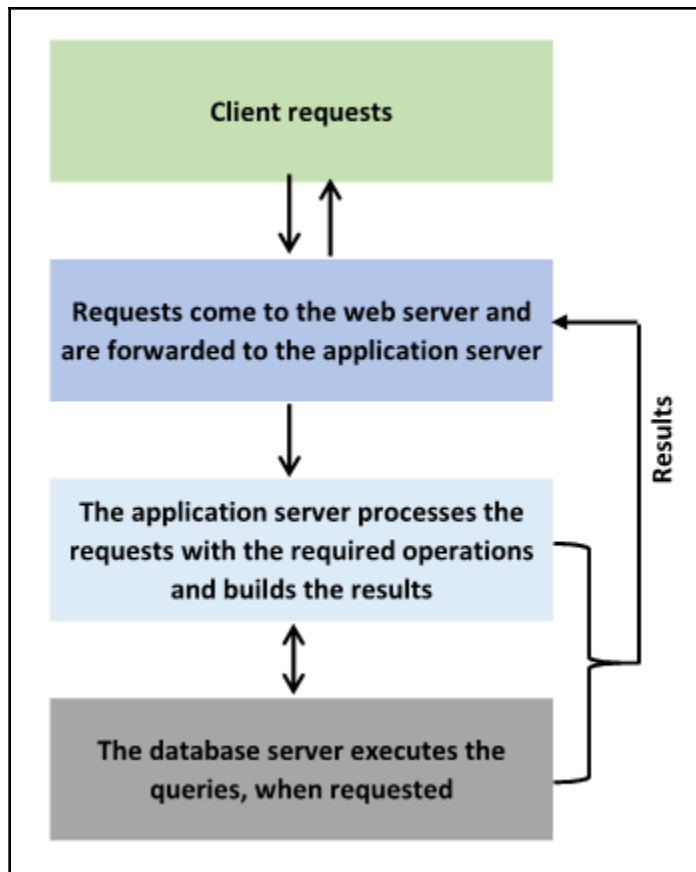 Client requests
Requests come to the web server and
are forwarded to the application server
Results
The application server processes the
requests with the required operations
and builds the results
The database server executes the
queries, when requested